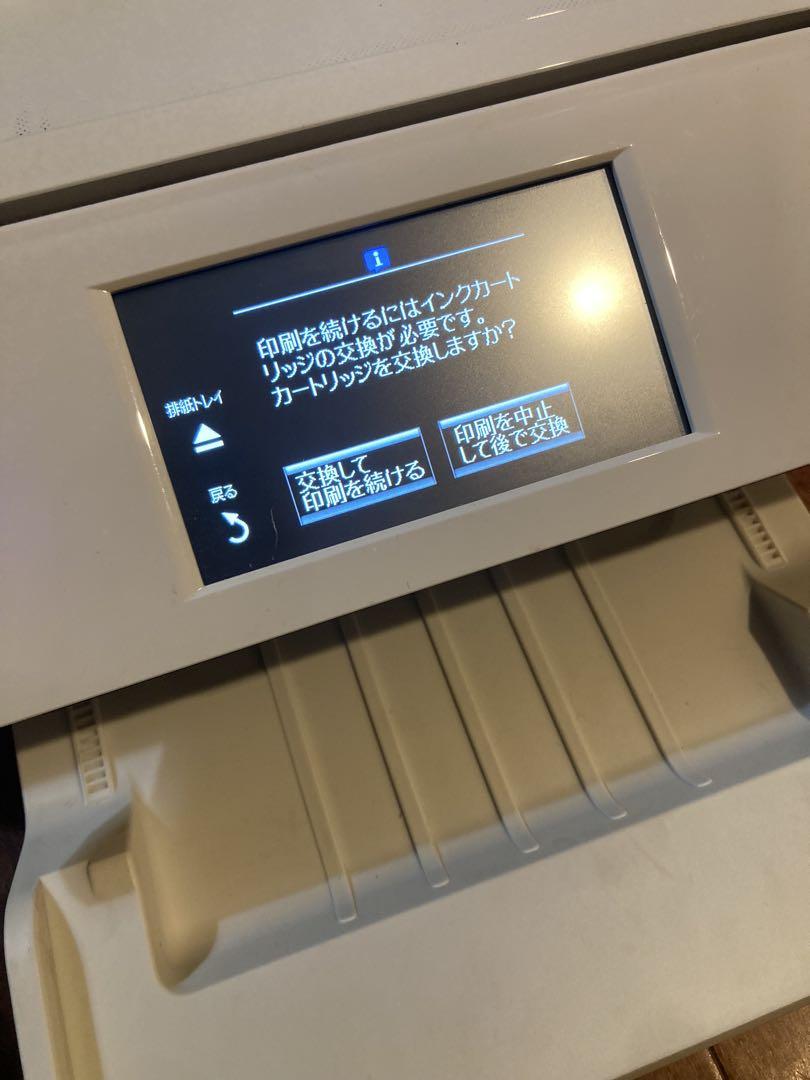 i
印刷を続けるにはインクカート
リッジの交換が必要です。
カートリッジを交換しますか？
排紙トレイ
戻る
交換して
印刷を続ける
印刷を中止
して後で交換